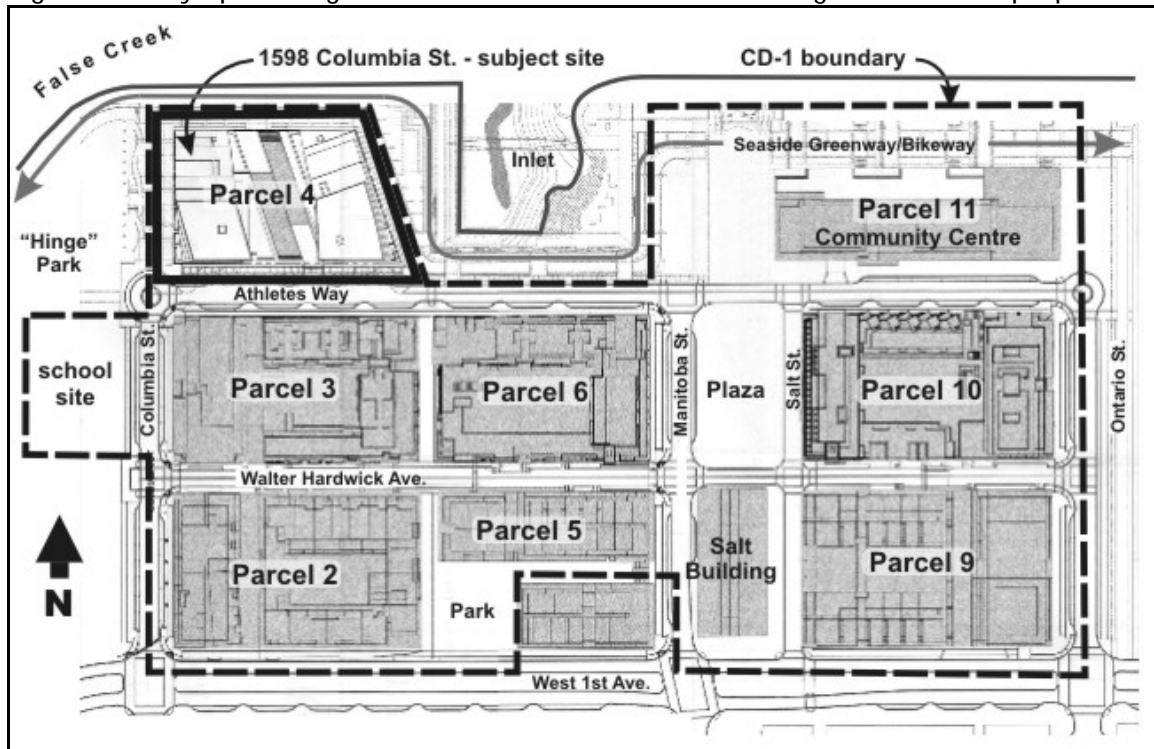 1598 Columbia St. - subject site
CD-1 boundary
False Creek
Inlet
Seaside Greenway/Bikeway
Parcel 4
Parcel 11
Community Centre
"Hinge"
Park
Athletes Way
school
site
Columbia St.
Parcel 3
Parcel 6
Manitoba St.
Plaza
Salt St.
Parcel 10
Ontario St.
Walter Hardwick Ave.
Parcel 2
Parcel 5
Park
Salt
Building
Parcel 9
N
West 1st Ave.